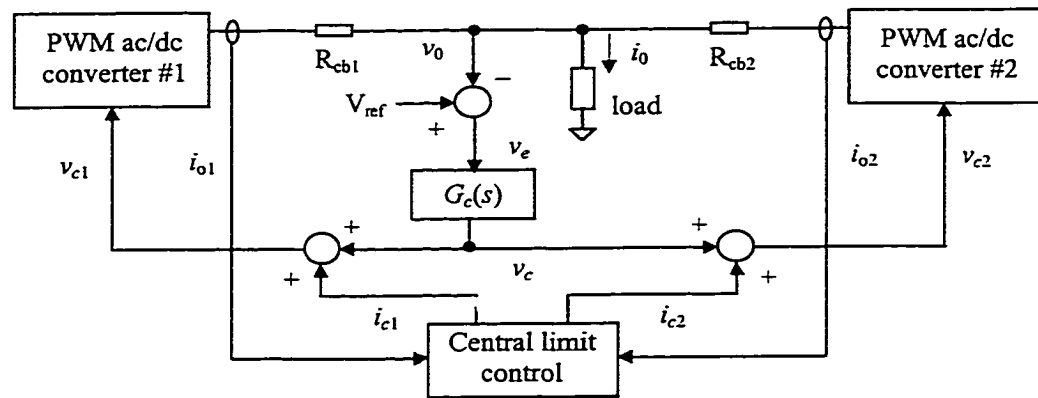 PWM ac/dc
converter #1
R_cb1
v_0
−
i_0
R_cb2
PWM ac/dc
converter #2
V_ref
+
load
v_e
v_c1
i_o1
G_c(s)
i_o2
v_c2
+
+
v_c
+
+
i_c1
i_c2
Central limit
control